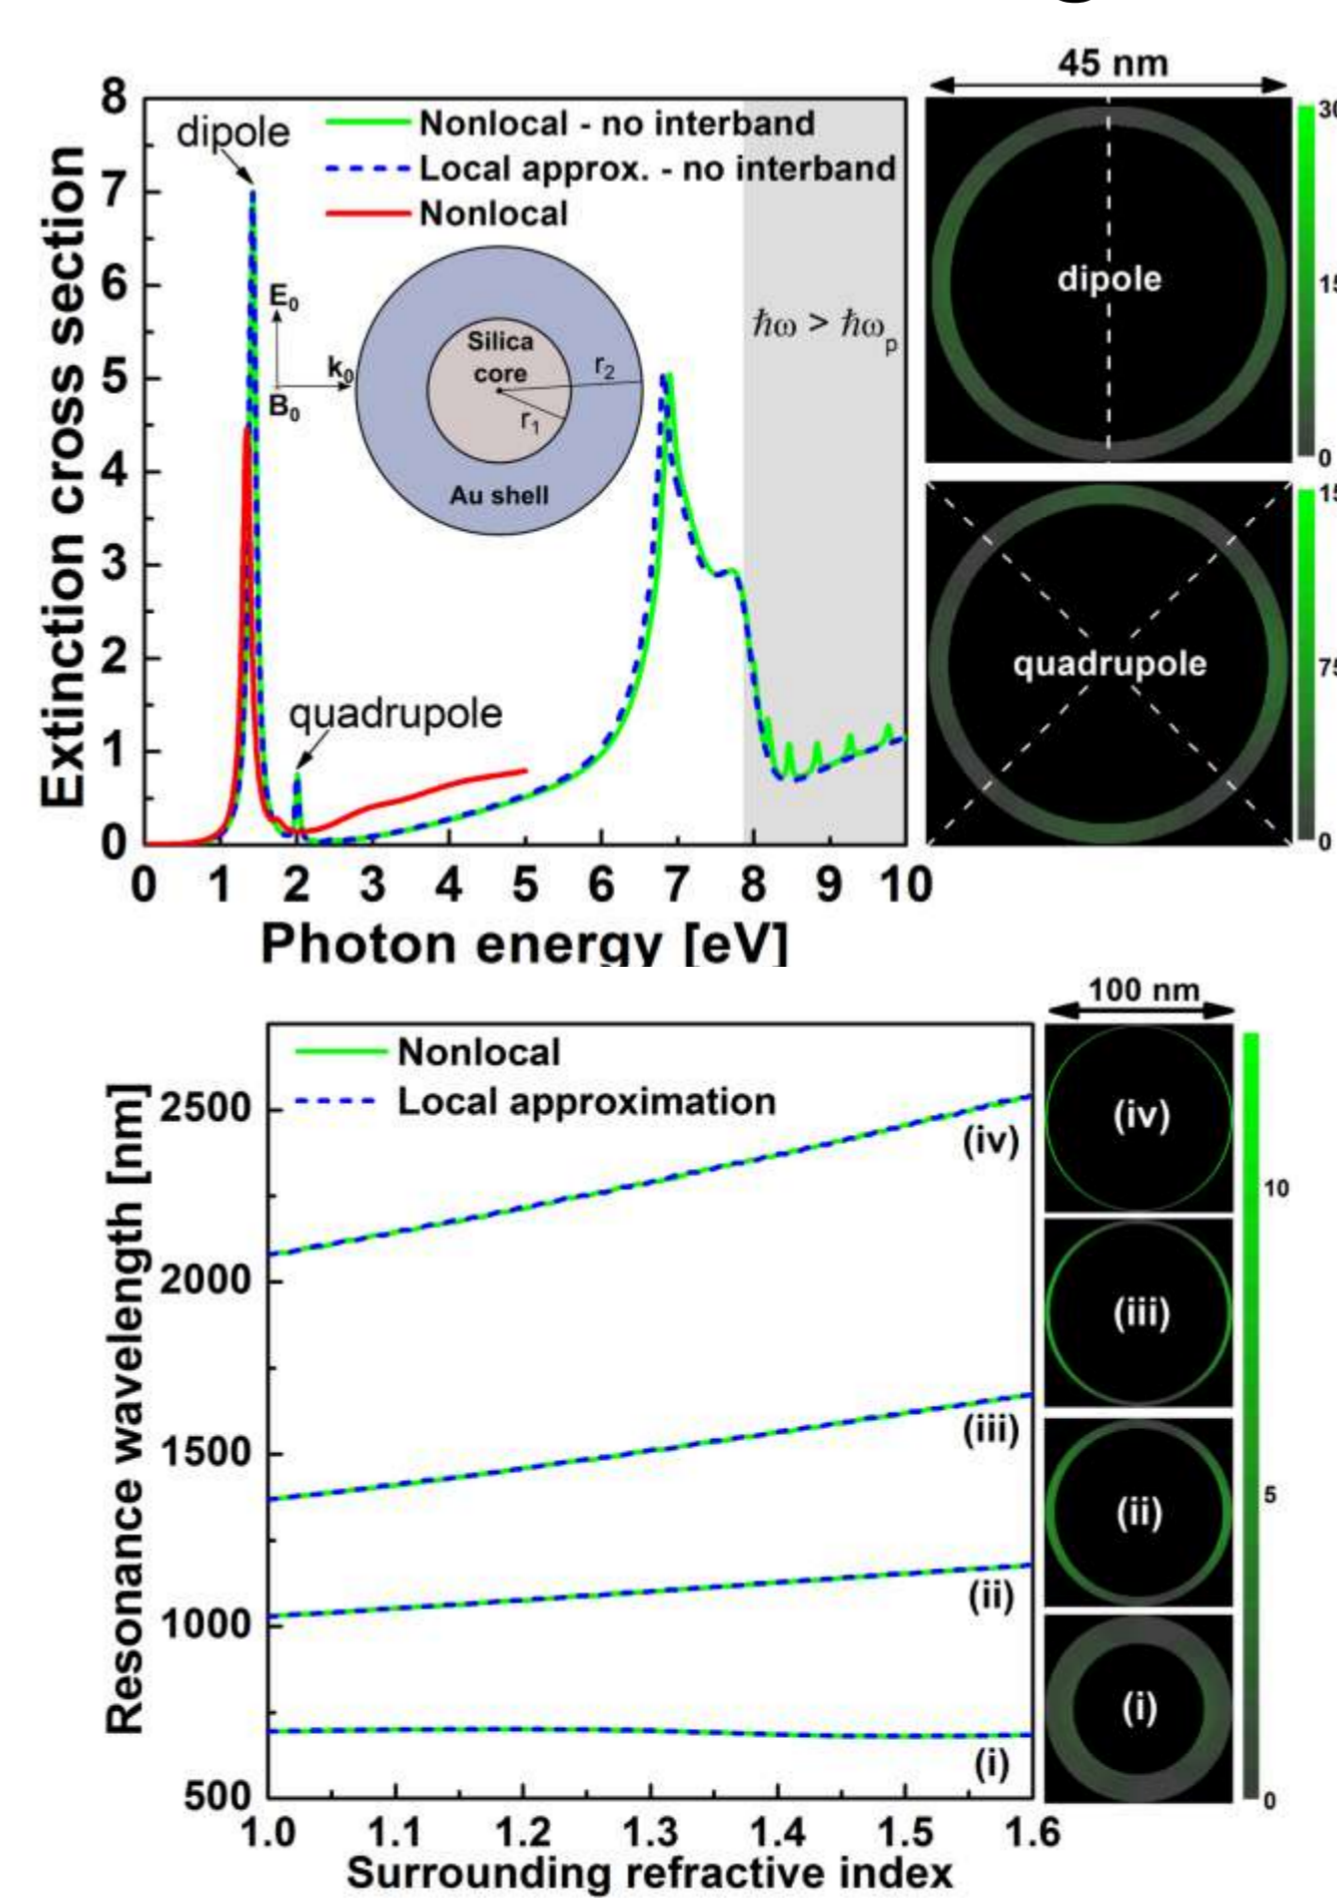 45 nm
8
7
6
5
4
3
2
1
0
Extinction cross section
dipole
Nonlocal - no interband
Local approx. - no interband
Nonlocal
E0
k0
B0
Silica
core
r2
r1
Au shell
ħω > ħωp
quadrupole
0 1 2 3 4 5 6 7 8 9 10
Photon energy [eV]
dipole
0
quadrupole
0
100 nm
Nonlocal
Local approximation
2500
2000
1500
1000
500
Resonance wavelength [nm]
(iv)
(iii)
(ii)
(i)
1.0 1.1 1.2 1.3 1.4 1.5 1.6
Surrounding refractive index
(iv)
(iii)
(ii)
(i)
10
5
0